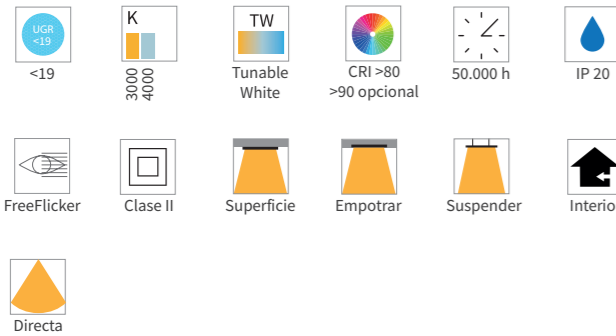 UGR
<19
K
TW
<19
3000
4000
Tunable
White
CRI >80
>90 opcional
50.000 h
IP 20
FreeFlicker
Clase II
Superficie
Empotrar
Suspender
Interio
Directa